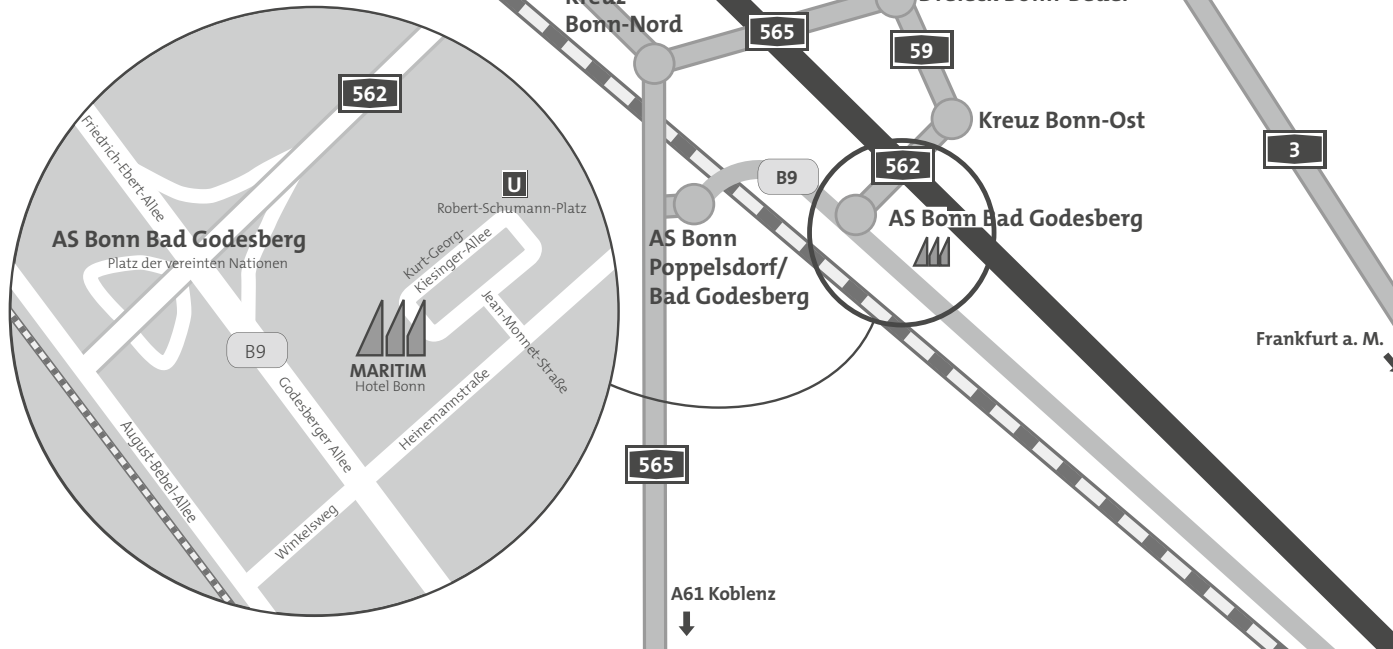 562
Friedrich-Ebert-Allee
U
Robert-Schumann-Platz
AS Bonn Bad Godesberg
Platz der vereinten Nationen
Kurt-Georg-
Kiesinger-Allee
Jean-Monnet-Straße
B9
MARITIM
Hotel Bonn
Godesberger Allee
Heinemannstraße
August-Bebel-Allee
Winkelsweg
Kreuz
Bonn-Nord
565
59
Kreuz Bonn-Ost
3
562
B9
AS Bonn Bad Godesberg
AS Bonn
Poppelsdorf/
Bad Godesberg
Frankfurt a. M.
565
A61 Koblenz